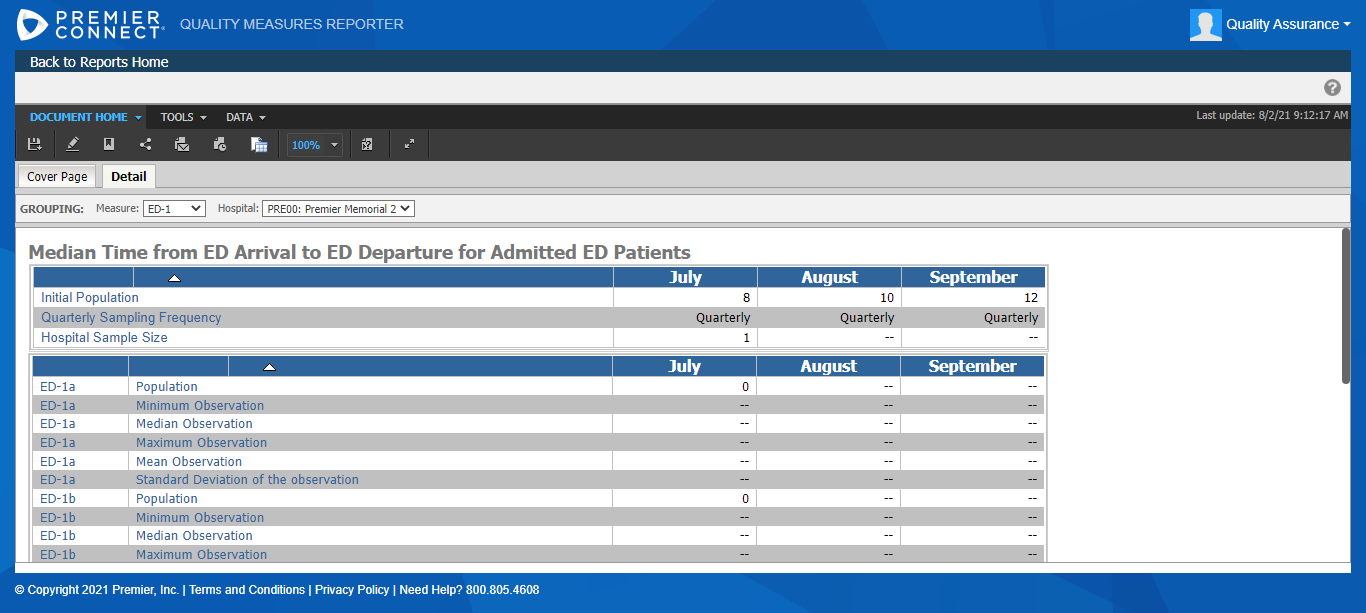 PREMIER CONNECT QUALITY MEASURES REPORTER Quality Assurance
Back to Reports Home
?
DOCUMENT HOME TOOLS DATA Last update: 8/2/21 9:12:17 AM
100%
Cover Page Detail
GROUPING: Measure: ED-1 Hospital: PRE00: Premier Memorial 2
Median Time from ED Arrival to ED Departure for Admitted ED Patients
July August September
Initial Population 8 10 12
Quarterly Sampling Frequency Quarterly Quarterly Quarterly
Hospital Sample Size 1 -- --
July August September
ED-1a Population 0 -- --
ED-1a Minimum Observation -- -- --
ED-1a Median Observation -- -- --
ED-1a Maximum Observation -- -- --
ED-1a Mean Observation -- -- --
ED-1a Standard Deviation of the observation -- -- --
ED-1b Population 0 -- --
ED-1b Minimum Observation -- -- --
ED-1b Median Observation -- -- --
ED-1b Maximum Observation -- -- --
© Copyright 2021 Premier, Inc. | Terms and Conditions | Privacy Policy | Need Help? 800.805.4608